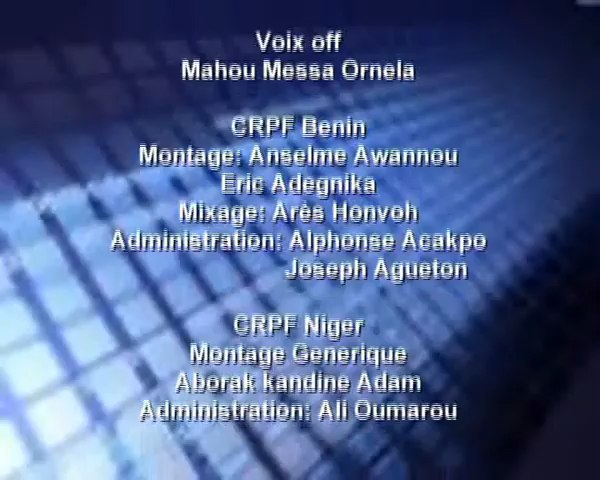 Voix off
Mahou Messa Ornela
CRPF Benin
Montage: Anselme Awannou
Eric Adegnika
Mixage: Arès Honvoh
Administration: Alphonse Acakpo
Joseph Agueton
CRPF Niger
Montage Generique
Aborak kandine Adam
Administration: Ali Oumarou